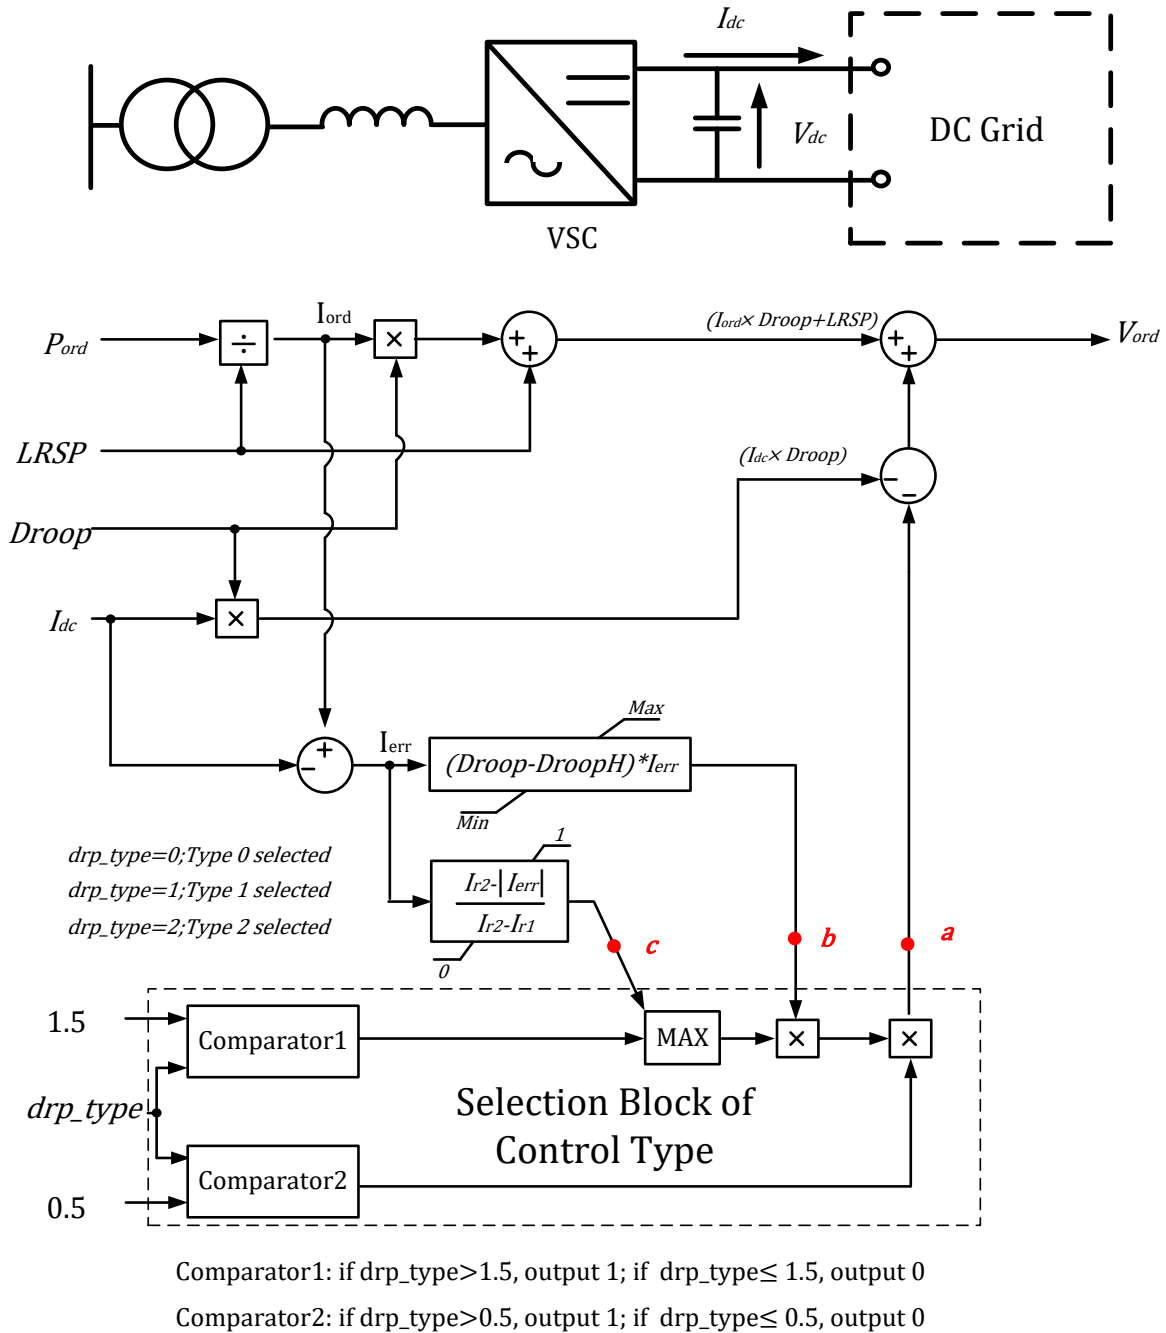 Idc
Vdc
DC Grid
VSC
Pord
÷
Iord
×
+
+
(Iord× Droop+LRSP)
+
+
Vord
LRSP
(Idc× Droop)
-
-
Droop
Idc
×
+
-
Ierr
Max
(Droop-DroopH)*Ierr
Min
drp_type=0;Type 0 selected
drp_type=1;Type 1 selected
drp_type=2;Type 2 selected
1
Ir2-|Ierr|
Ir2-Ir1
0
c
b
a
1.5
Comparator1
MAX
×
×
drp_type
Selection Block of
Control Type
Comparator2
0.5
Comparator1: if drp_type>1.5, output 1; if drp_type≤ 1.5, output 0
Comparator2: if drp_type>0.5, output 1; if drp_type≤ 0.5, output 0